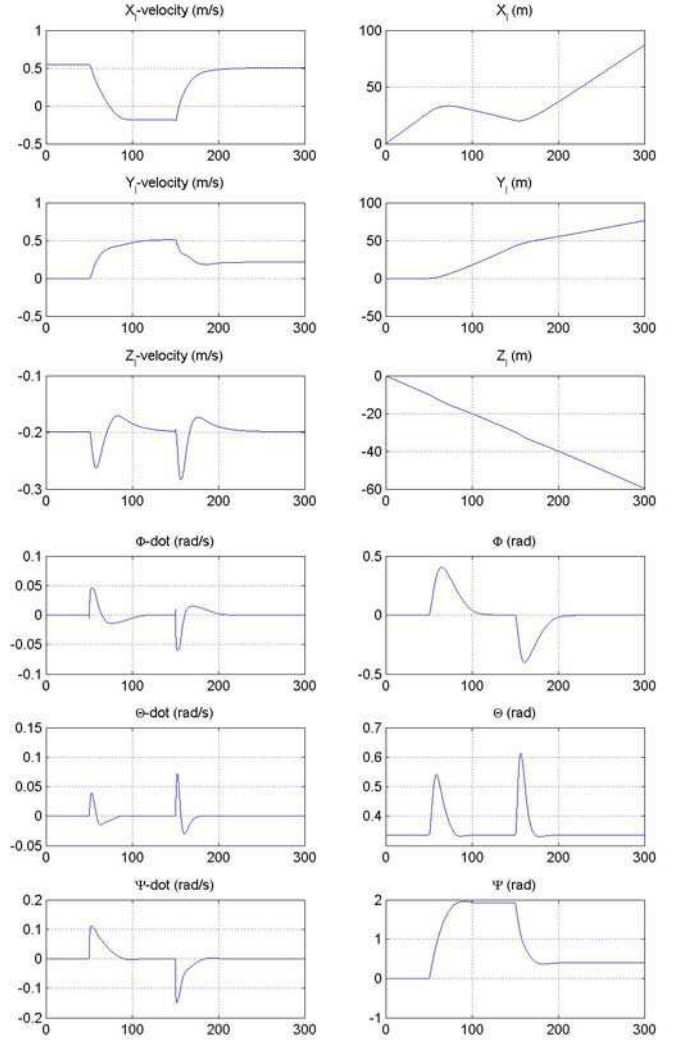 X_I-velocity (m/s)
1
0.5
0
-0.5
0 100 200 300
X_I (m)
100
50
0
0 100 200 300
Y_I-velocity (m/s)
1
0.5
0
-0.5
0 100 200 300
Y_I (m)
100
50
0
-50
0 100 200 300
Z_I-velocity (m/s)
-0.1
-0.2
-0.3
0 100 200 300
Z_I (m)
0
-20
-40
-60
0 100 200 300
Φ-dot (rad/s)
0.1
0.05
0
-0.05
-0.1
0 100 200 300
Φ (rad)
0.5
0
-0.5
0 100 200 300
Θ-dot (rad/s)
0.15
0.1
0.05
0
-0.05
0 100 200 300
Θ (rad)
0.7
0.6
0.5
0.4
0 100 200 300
Ψ-dot (rad/s)
0.2
0.1
0
-0.1
-0.2
0 100 200 300
Ψ (rad)
2
1
0
-1
0 100 200 300